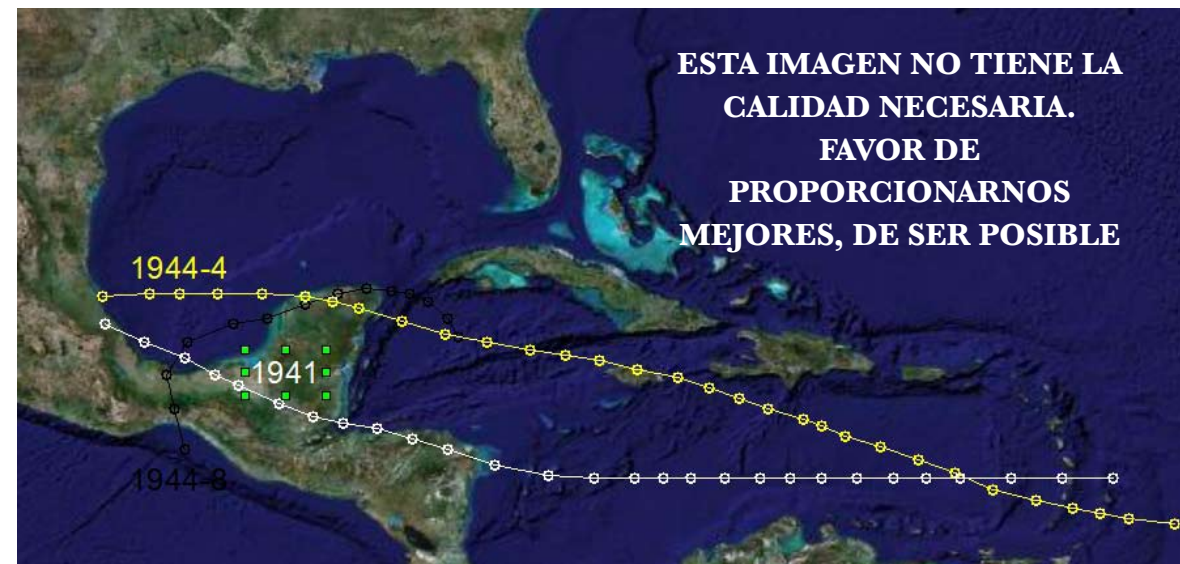 ESTA IMAGEN NO TIENE LA
CALIDAD NECESARIA.
FAVOR DE
PROPORCIONARNOS
MEJORES, DE SER POSIBLE
1944-4
1941
1944-8